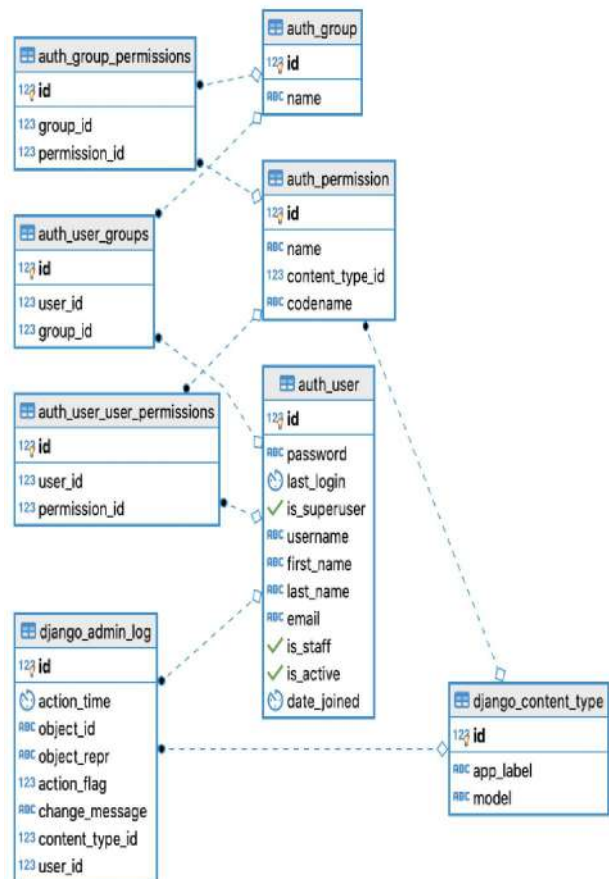 auth_group_permissions
123 id
123 group_id
123 permission_id
auth_group
123 id
ABC name
auth_permission
123 id
ABC name
123 content_type_id
ABC codename
auth_user_groups
123 id
123 user_id
123 group_id
auth_user_user_permissions
123 id
123 user_id
123 permission_id
auth_user
123 id
ABC password
last_login
is_superuser
ABC username
ABC first_name
ABC last_name
ABC email
is_staff
is_active
date_joined
django_admin_log
123 id
action_time
ABC object_id
ABC object_repr
123 action_flag
ABC change_message
123 content_type_id
123 user_id
django_content_type
123 id
ABC app_label
ABC model